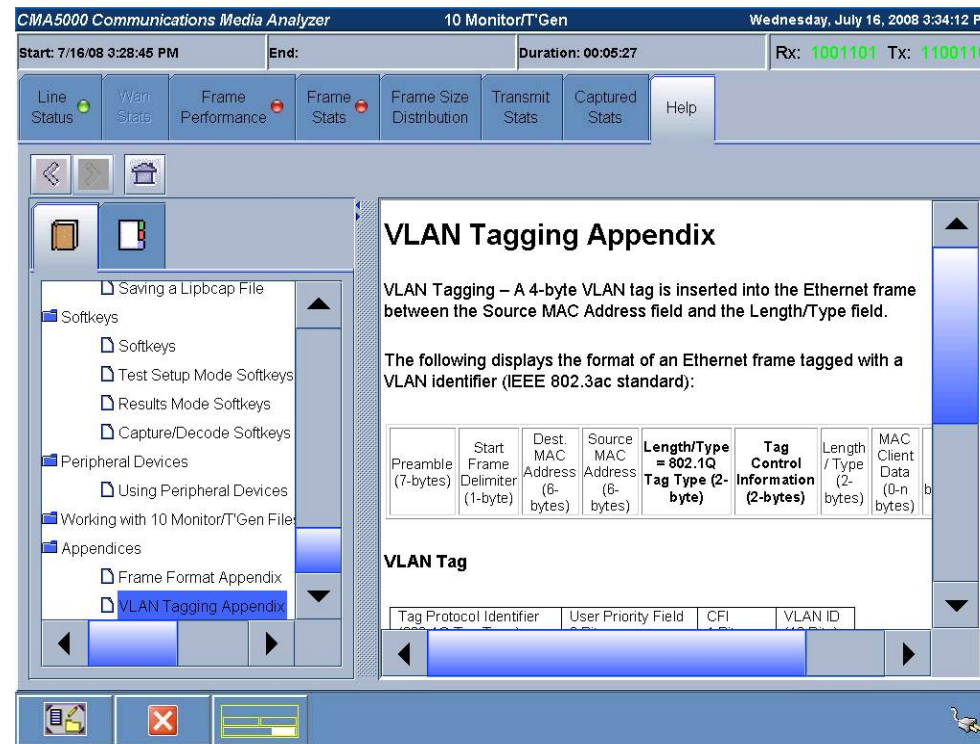 CMA5000 Communications Media Analyzer 10 Monitor/T'Gen Wednesday, July 16, 2008 3:34:12 P
Start: 7/16/08 3:28:45 PM End: Duration: 00:05:27 Rx: 1001101 Tx: 1100110
Line Status
Wan Stats
Frame Performance
Frame Stats
Frame Size Distribution
Transmit Stats
Captured Stats
Help
Saving a Lipbcap File
Softkeys
Softkeys
Test Setup Mode Softkeys
Results Mode Softkeys
Capture/Decode Softkeys
Peripheral Devices
Using Peripheral Devices
Working with 10 Monitor/T'Gen File
Appendices
Frame Format Appendix
VLAN Tagging Appendix
VLAN Tagging Appendix
VLAN Tagging – A 4-byte VLAN tag is inserted into the Ethernet frame
between the Source MAC Address field and the Length/Type field.
The following displays the format of an Ethernet frame tagged with a
VLAN identifier (IEEE 802.3ac standard):
Preamble (7-bytes)
Start Frame Delimiter (1-byte)
Dest. MAC Address (6-bytes)
Source MAC Address (6-bytes)
Length/Type = 802.1Q Tag Type (2-byte)
Tag Control Information (2-bytes)
Length / Type (2-bytes)
MAC Client Data (0-n bytes)
VLAN Tag
Tag Protocol Identifier
User Priority Field
CFI
VLAN ID